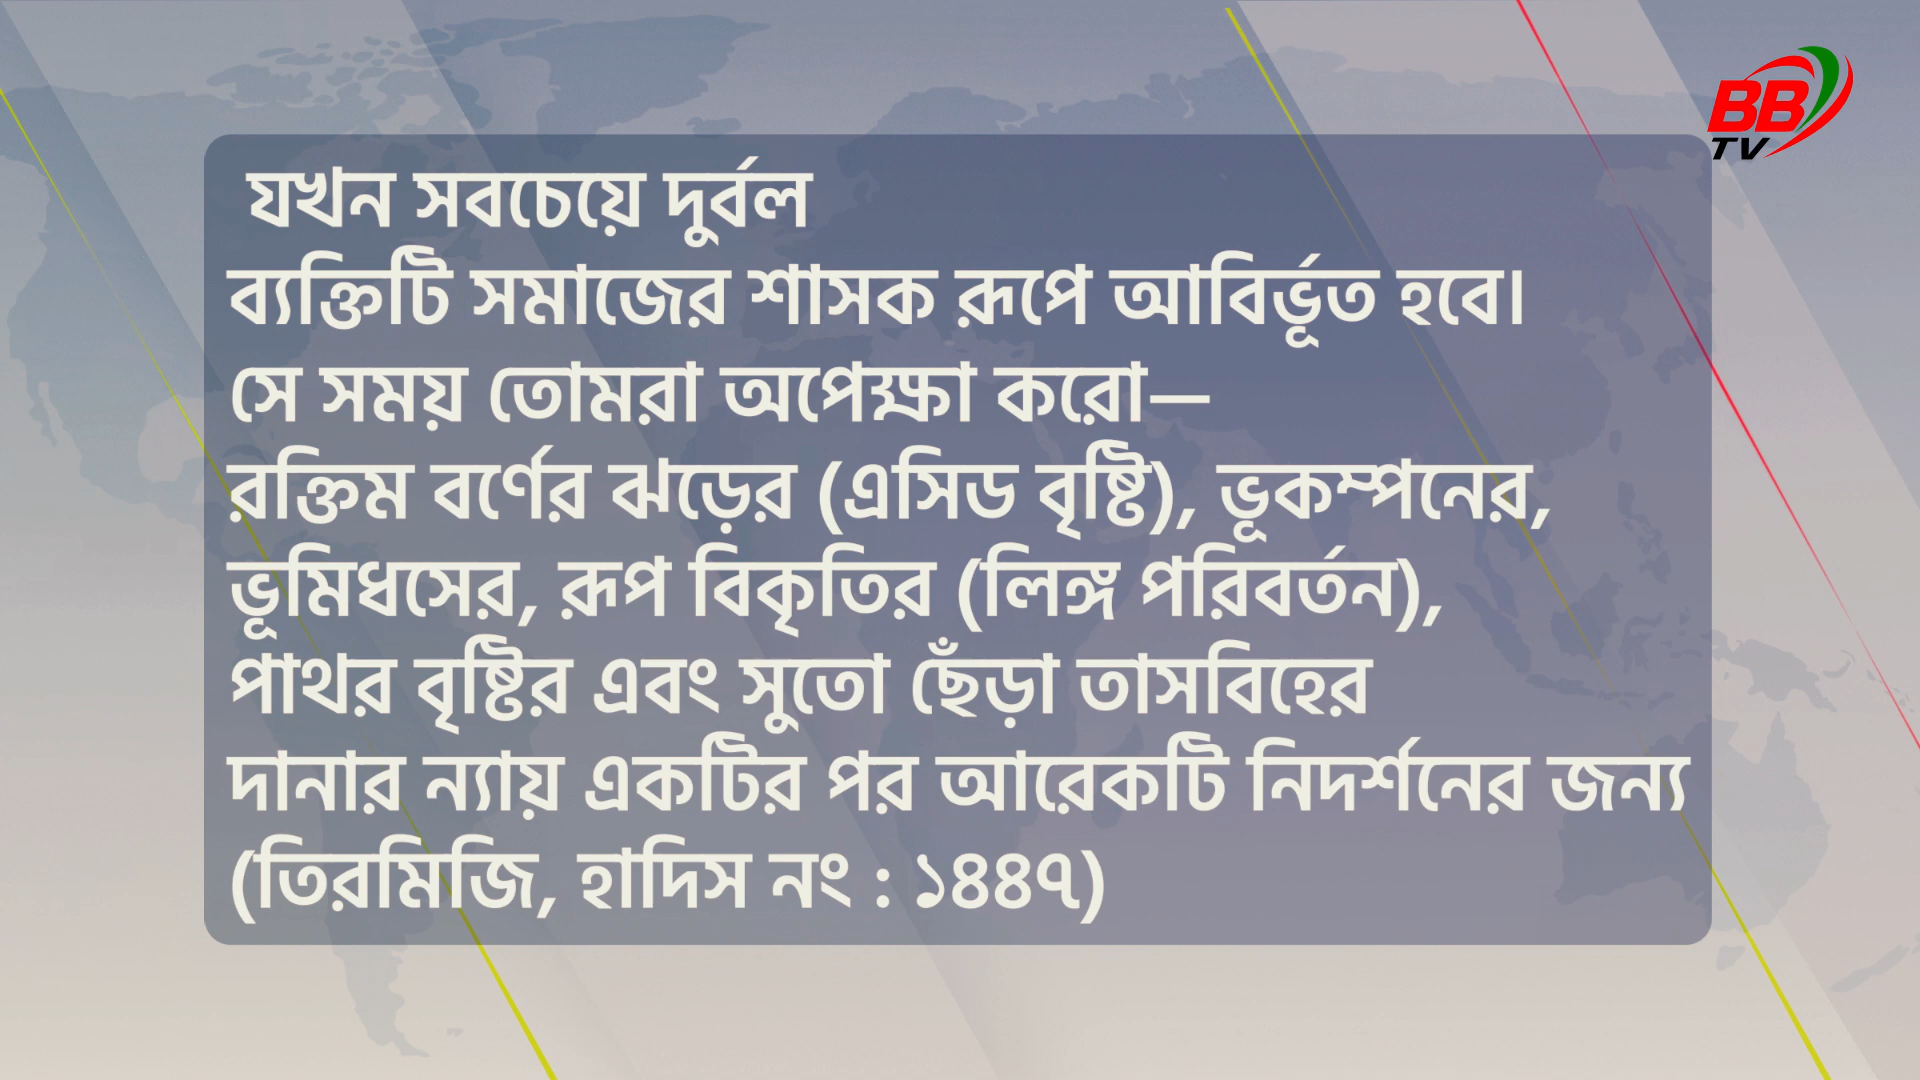 BB
TV
যখন সবচেয়ে দুর্বল
ব্যক্তিটি সমাজের শাসক রূপে আবির্ভূত হবে।
সে সময় তোমরা অপেক্ষা করো—
রক্তিম বর্ণের ঝড়ের (এসিড বৃষ্টি), ভূকম্পনের,
ভূমিধসের, রূপ বিকৃতির (লিঙ্গ পরিবর্তন),
পাথর বৃষ্টির এবং সুতো ছেঁড়া তাসবিহের
দানার ন্যায় একটির পর আরেকটি নিদর্শনের জন্য
(তিরমিজি, হাদিস নং : ১৪৪৭)